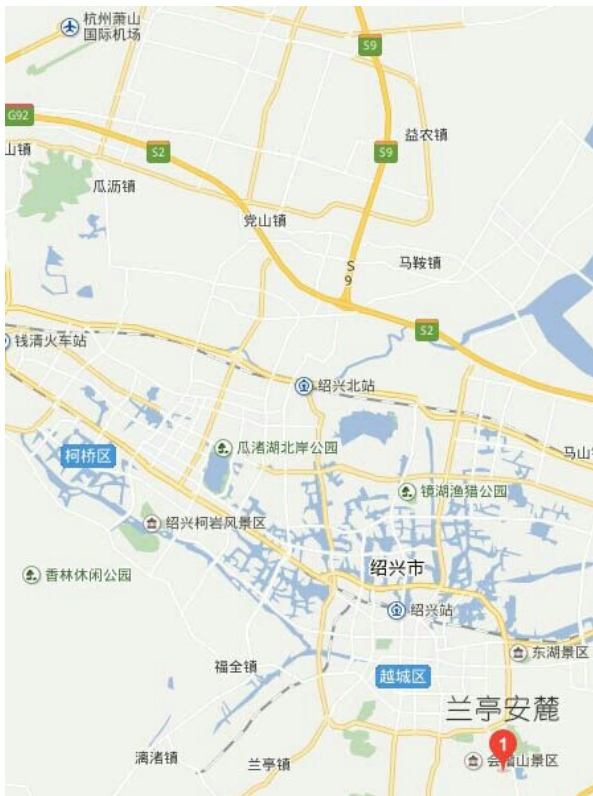 杭州萧山
国际机场
S9
G92
S2
S9
益农镇
山镇
瓜沥镇
党山镇
S9
马鞍镇
S2
钱清火车站
绍兴北站
柯桥区
瓜渚湖北岸公园
马山
镜湖渔猎公园
绍兴柯岩风景区
绍兴市
香林休闲公园
绍兴站
东湖景区
福全镇
越城区
兰亭安麓
1
漓渚镇
兰亭镇
会稽山景区